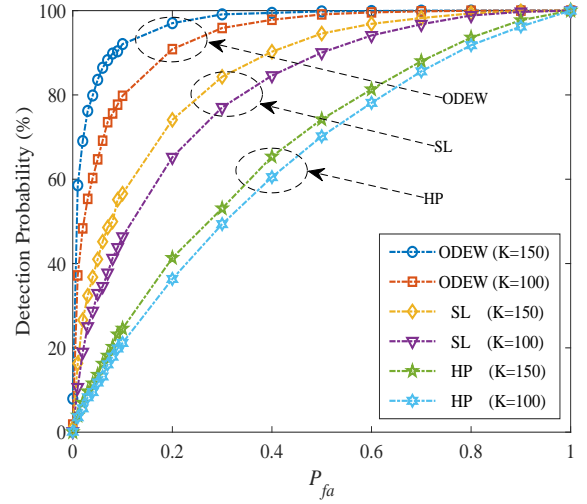 Detection Probability (%)
100
80
60
40
20
0
0
0.2
0.4
0.6
0.8
1
P_fa
ODEW
SL
HP
ODEW (K=150)
ODEW (K=100)
SL (K=150)
SL (K=100)
HP (K=150)
HP (K=100)